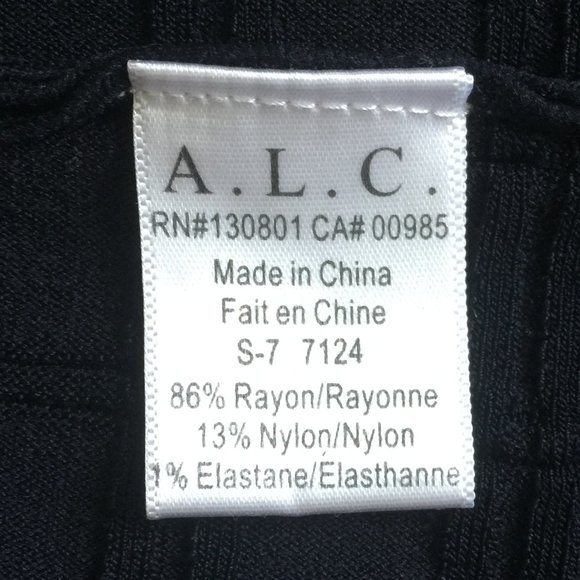 A.L.C.
RN#130801 CA# 00985
Made in China
Fait en Chine
S-7 7124
86% Rayon/Rayonne
13% Nylon/Nylon
1% Elastane/Élasthanne